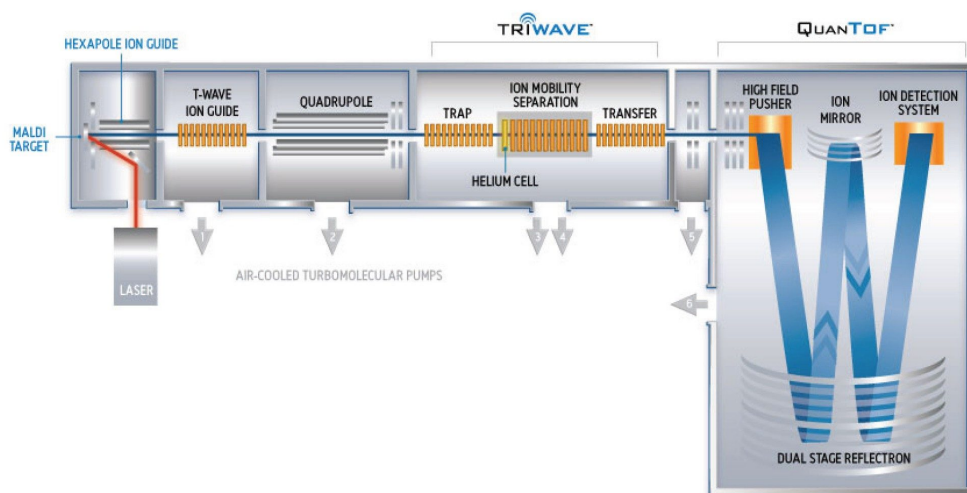 TRIWAVE™
QUANTOF™
HEXAPOLE ION GUIDE
T-WAVE
ION GUIDE
QUADRUPOLE
ION MOBILITY
SEPARATION
TRAP
TRANSFER
HELIUM CELL
HIGH FIELD
PUSHER
ION
MIRROR
ION DETECTION
SYSTEM
MALDI
TARGET
1
2
3
4
5
AIR-COOLED TURBOMOLECULAR PUMPS
LASER
6
DUAL STAGE REFLECTRON